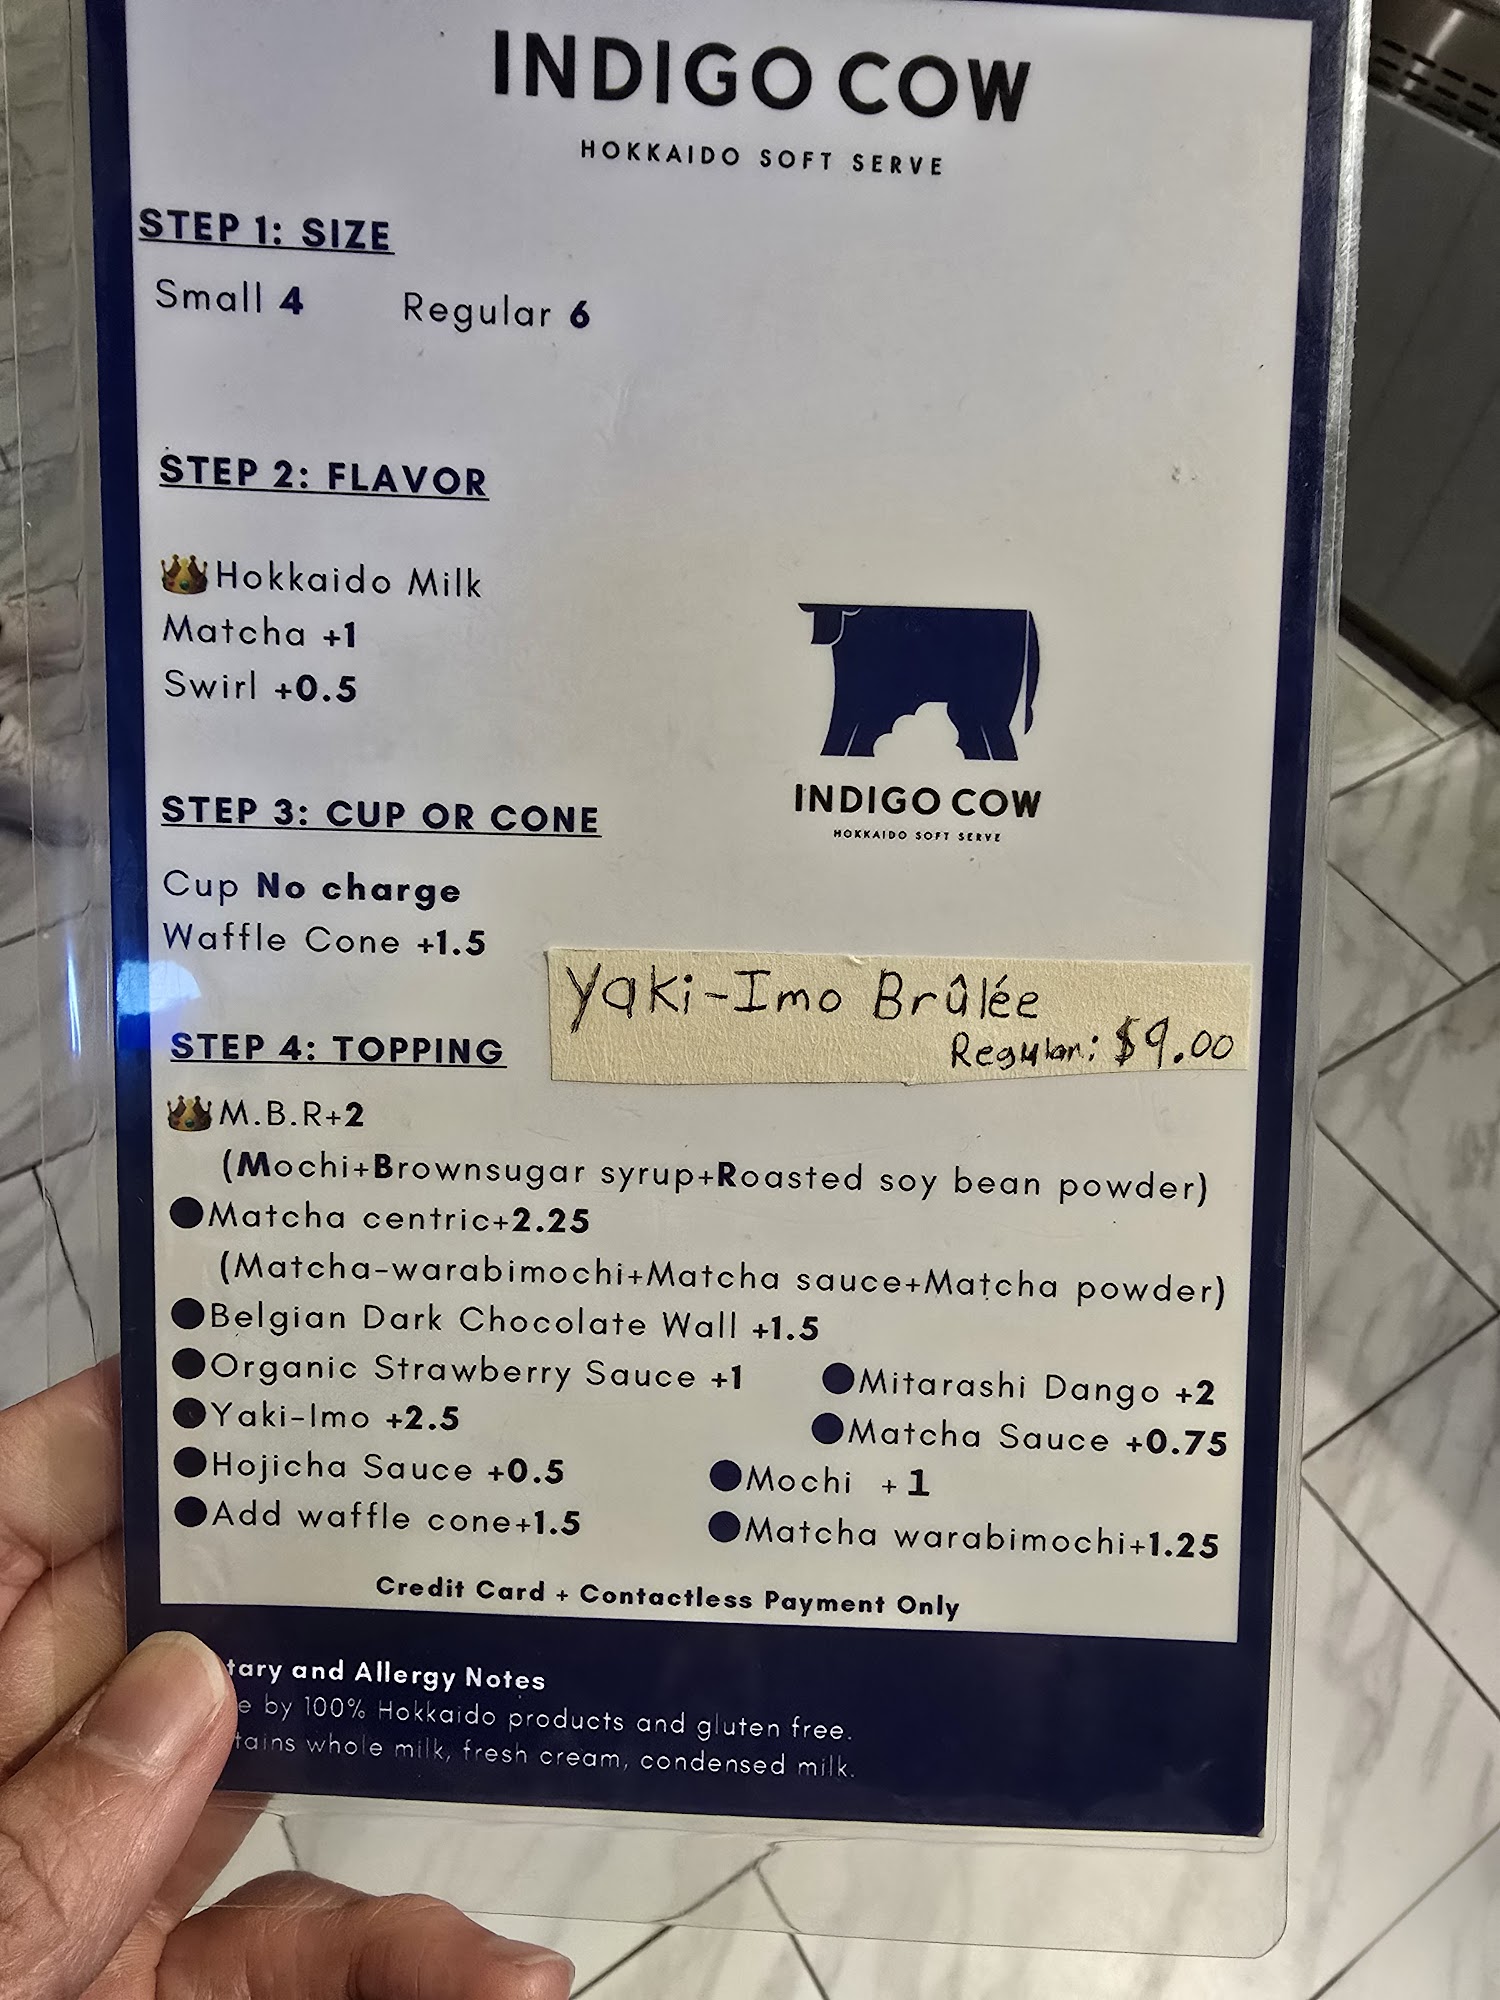 INDIGO COW
HOKKAIDO SOFT SERVE
STEP 1: SIZE
Small 4 Regular 6
STEP 2: FLAVOR
Hokkaido Milk
Matcha +1
Swirl +0.5
INDIGO COW
HOKKAIDO SOFT SERVE
STEP 3: CUP OR CONE
Cup No charge
Waffle Cone +1.5
Yaki-Imo Brûlée
Regular: $9.00
STEP 4: TOPPING
M.B.R+2
(Mochi+Brownsugar syrup+Roasted soy bean powder)
Matcha centric+2.25
(Matcha-warabimochi+Matcha sauce+Matcha powder)
Belgian Dark Chocolate Wall +1.5
Organic Strawberry Sauce +1 Mitarashi Dango +2
Yaki-Imo +2.5 Matcha Sauce +0.75
Hojicha Sauce +0.5 Mochi +1
Add waffle cone+1.5 Matcha warabimochi+1.25
Credit Card + Contactless Payment Only
and Allergy Notes
by 100% Hokkaido products and gluten free.
whole milk, fresh cream, condensed milk.